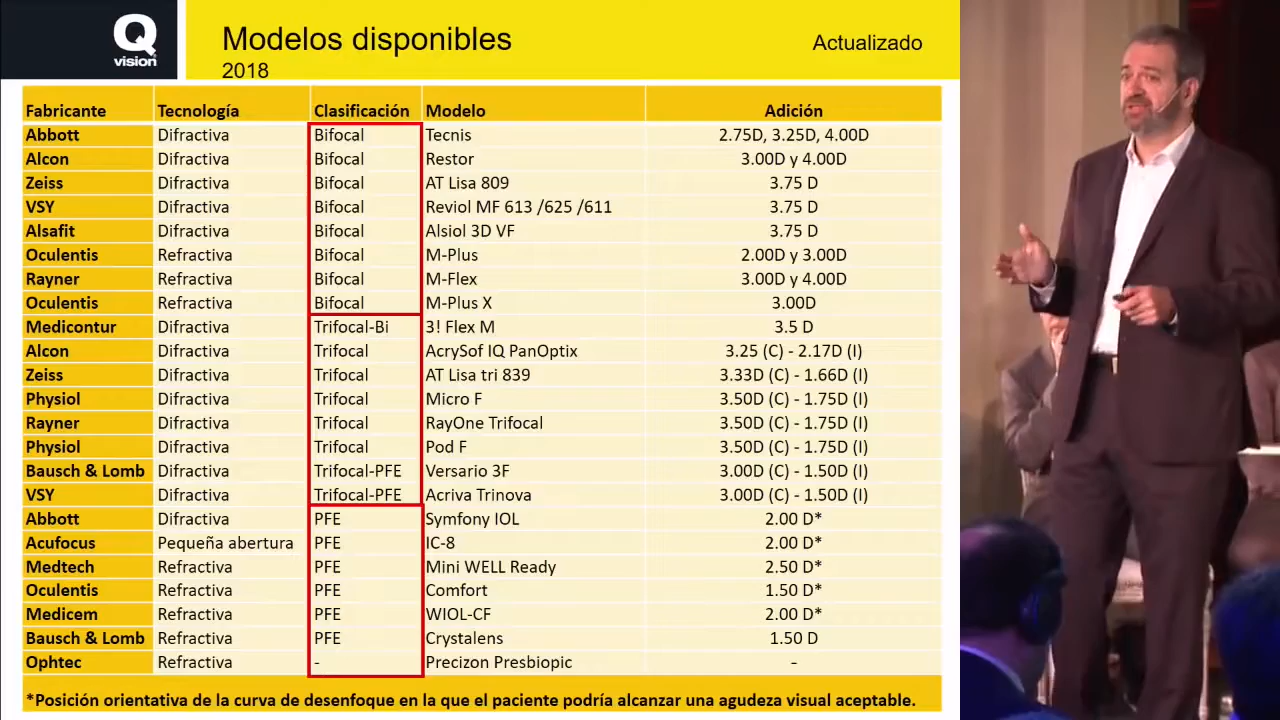 Q
vision
Modelos disponibles
Actualizado
2018
Fabricante Tecnología Clasificación Modelo Adición
Abbott Difractiva Bifocal Tecnis 2.75D, 3.25D, 4.00D
Alcon Difractiva Bifocal Restor 3.00D y 4.00D
Zeiss Difractiva Bifocal AT Lisa 809 3.75 D
VSY Difractiva Bifocal Reviol MF 613 /625 /611 3.75 D
Alsafit Difractiva Bifocal Alsiol 3D VF 3.75 D
Oculentis Refractiva Bifocal M-Plus 2.00D y 3.00D
Rayner Refractiva Bifocal M-Flex 3.00D y 4.00D
Oculentis Refractiva Bifocal M-Plus X 3.00D
Medicontur Difractiva Trifocal-Bi 3! Flex M 3.5 D
Alcon Difractiva Trifocal AcrySof IQ PanOptix 3.25 (C) - 2.17D (I)
Zeiss Difractiva Trifocal AT Lisa tri 839 3.33D (C) - 1.66D (I)
Physiol Difractiva Trifocal Micro F 3.50D (C) - 1.75D (I)
Rayner Difractiva Trifocal RayOne Trifocal 3.50D (C) - 1.75D (I)
Physiol Difractiva Trifocal Pod F 3.50D (C) - 1.75D (I)
Bausch & Lomb Difractiva Trifocal-PFE Versario 3F 3.00D (C) - 1.50D (I)
VSY Difractiva Trifocal-PFE Acriva Trinova 3.00D (C) - 1.50D (I)
Abbott Difractiva PFE Symfony IOL 2.00 D*
Acufocus Pequeña abertura PFE IC-8 2.00 D*
Medtech Refractiva PFE Mini WELL Ready 2.50 D*
Oculentis Refractiva PFE Comfort 1.50 D*
Medicem Refractiva PFE WIOL-CF 2.00 D*
Bausch & Lomb Refractiva PFE Crystalens 1.50 D
Ophtec Refractiva - Precizon Presbiopic -
*Posición orientativa de la curva de desenfoque en la que el paciente podría alcanzar una agudeza visual aceptable.